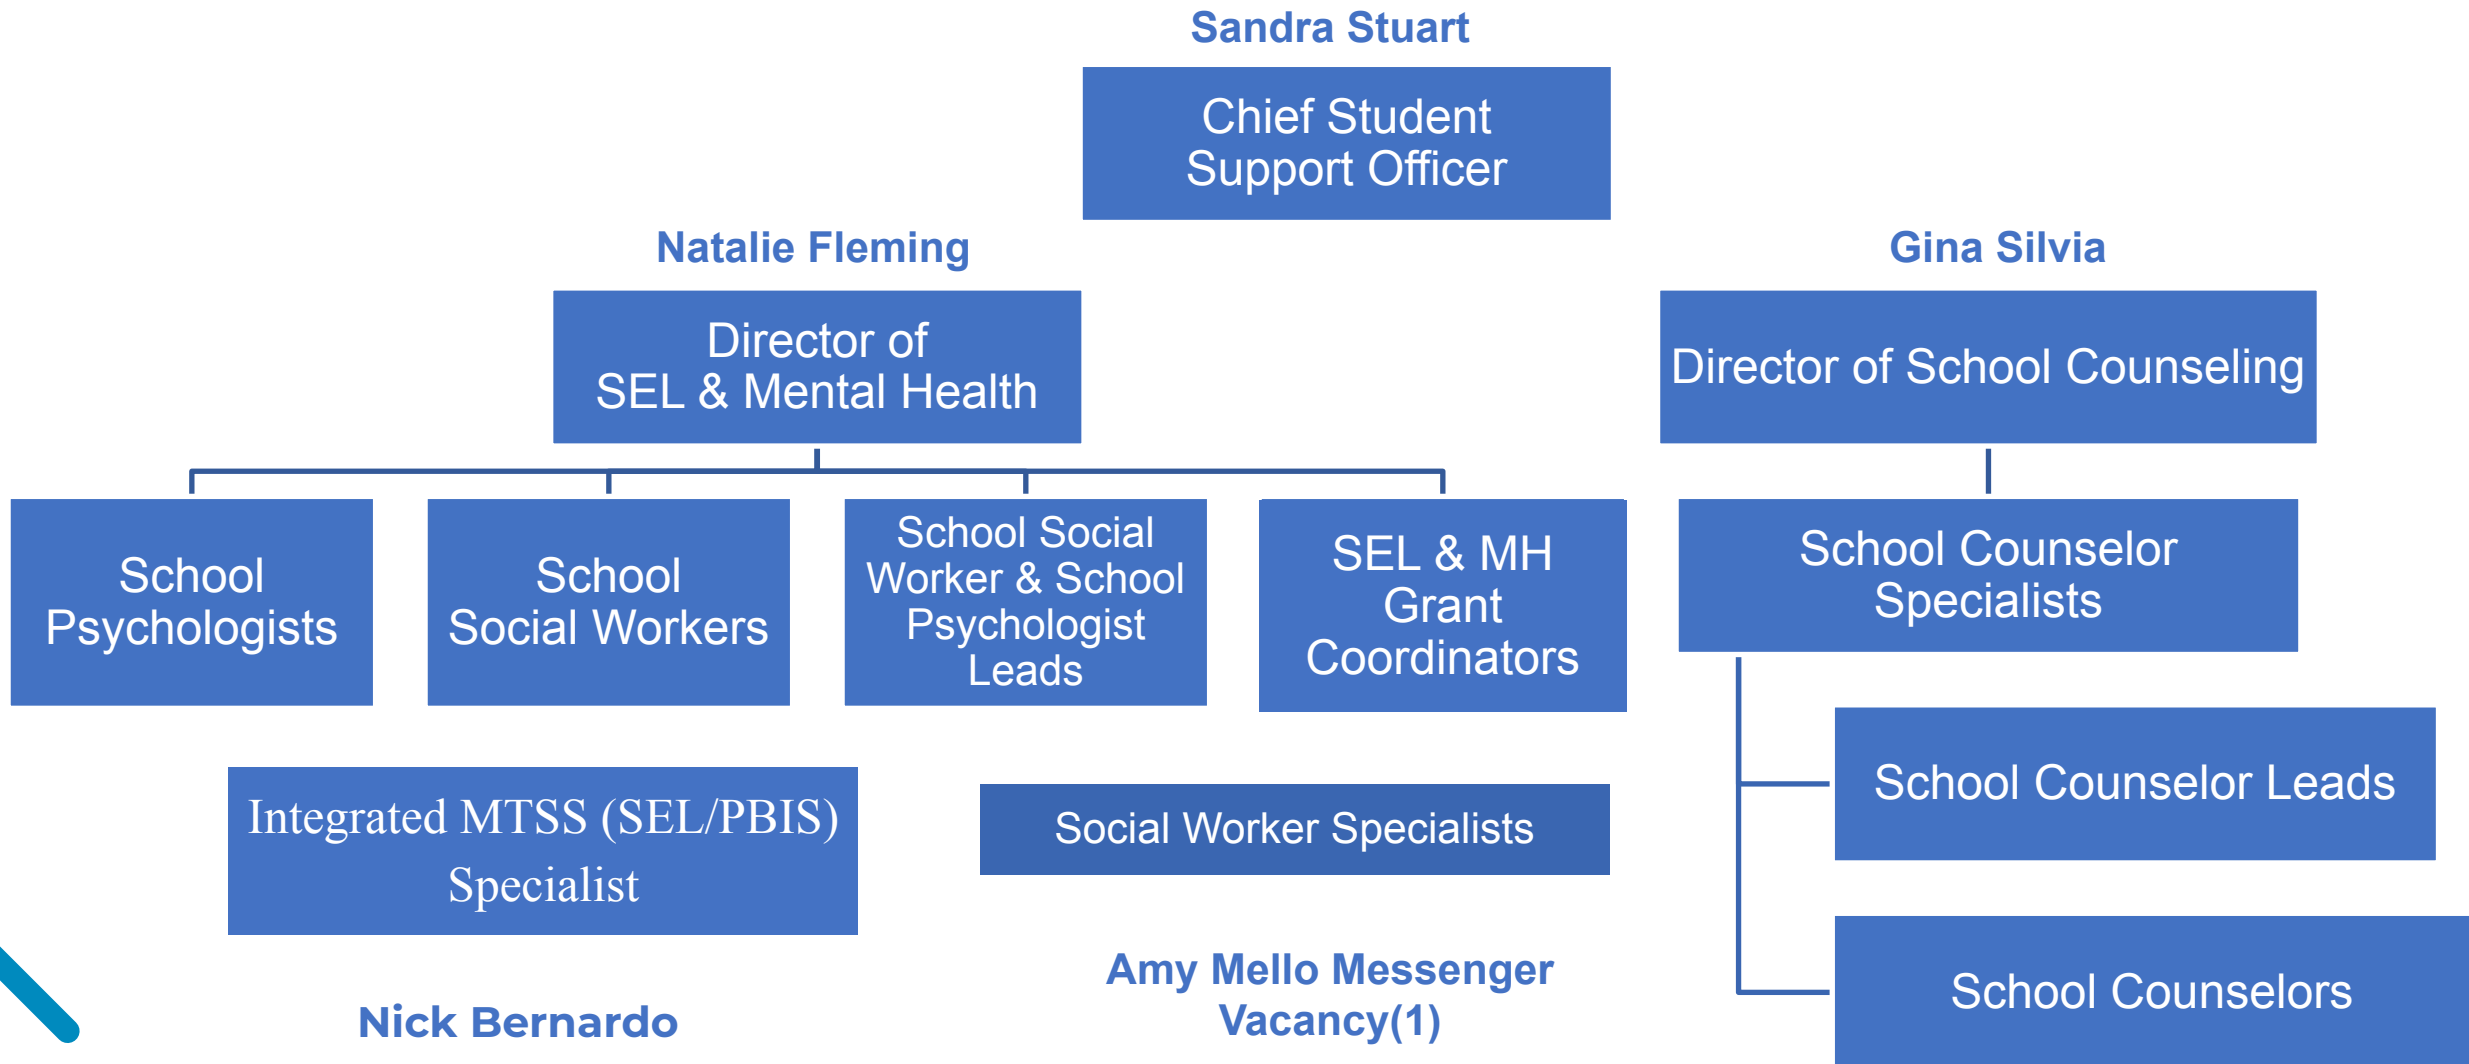 Sandra Stuart
Chief Student
Support Officer
Natalie Fleming
Gina Silvia
Director of
SEL & Mental Health
Director of School Counseling
School
Psychologists
School
Social Workers
School Social
Worker & School
Psychologist
Leads
SEL & MH
Grant
Coordinators
School Counselor
Specialists
Integrated MTSS (SEL/PBIS)
Specialist
Social Worker Specialists
School Counselor Leads
Nick Bernardo
Amy Mello Messenger
Vacancy(1)
School Counselors